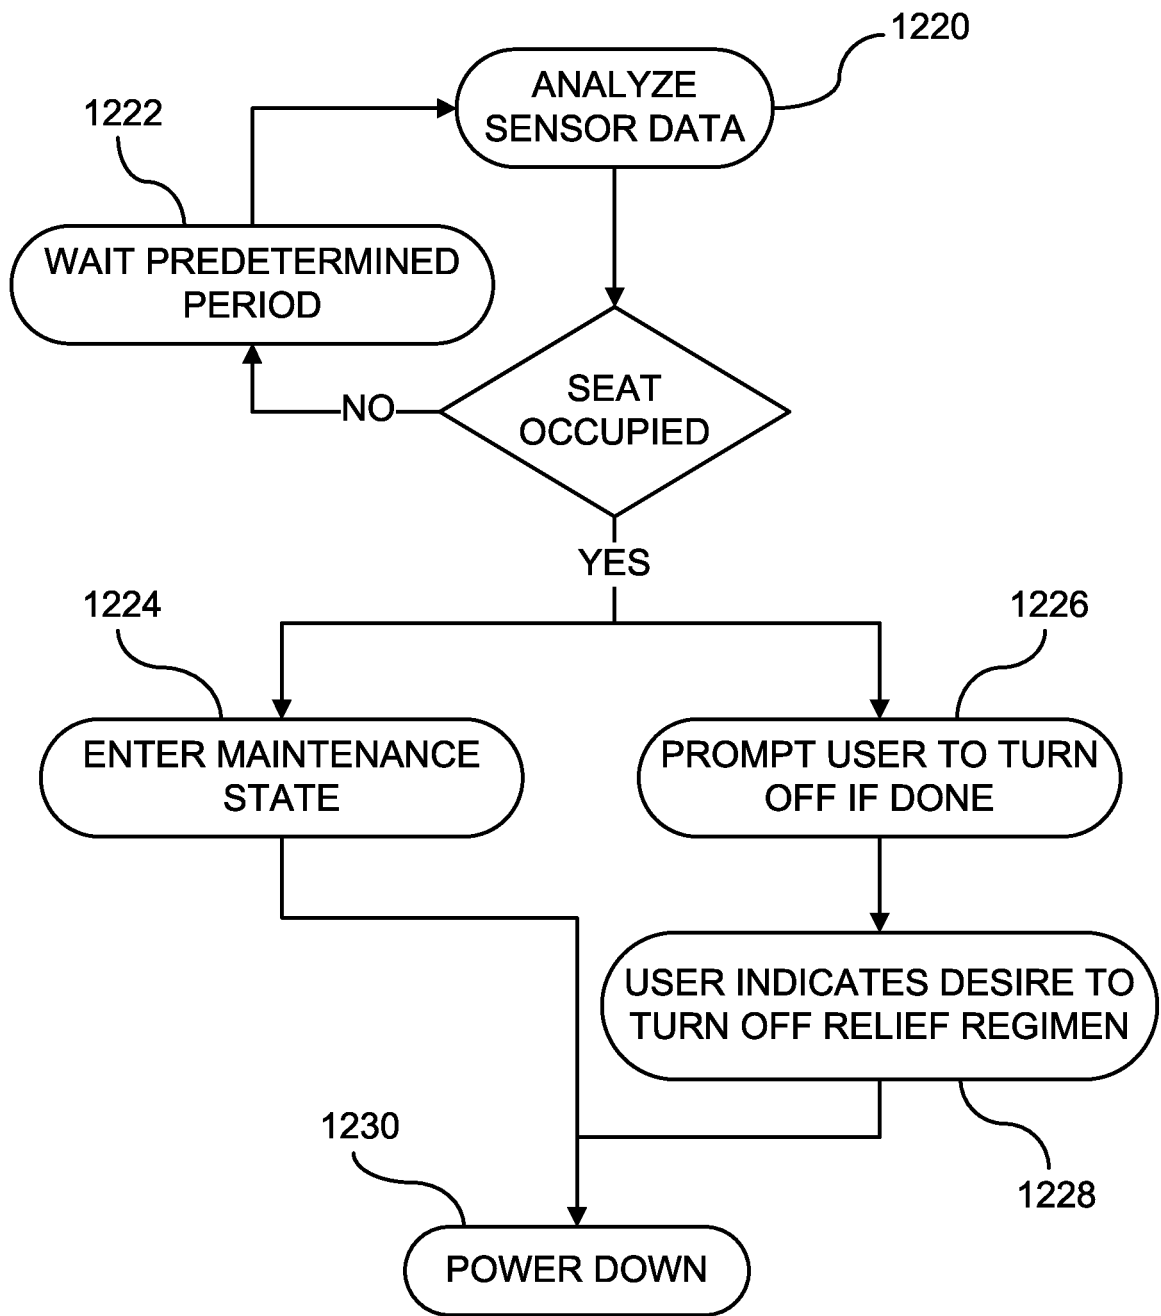 1220
ANALYZE
SENSOR DATA
1222
WAIT PREDETERMINED
PERIOD
SEAT
OCCUPIED
NO
YES
1224
1226
ENTER MAINTENANCE
STATE
PROMPT USER TO TURN
OFF IF DONE
USER INDICATES DESIRE TO
TURN OFF RELIEF REGIMEN
1230
1228
POWER DOWN